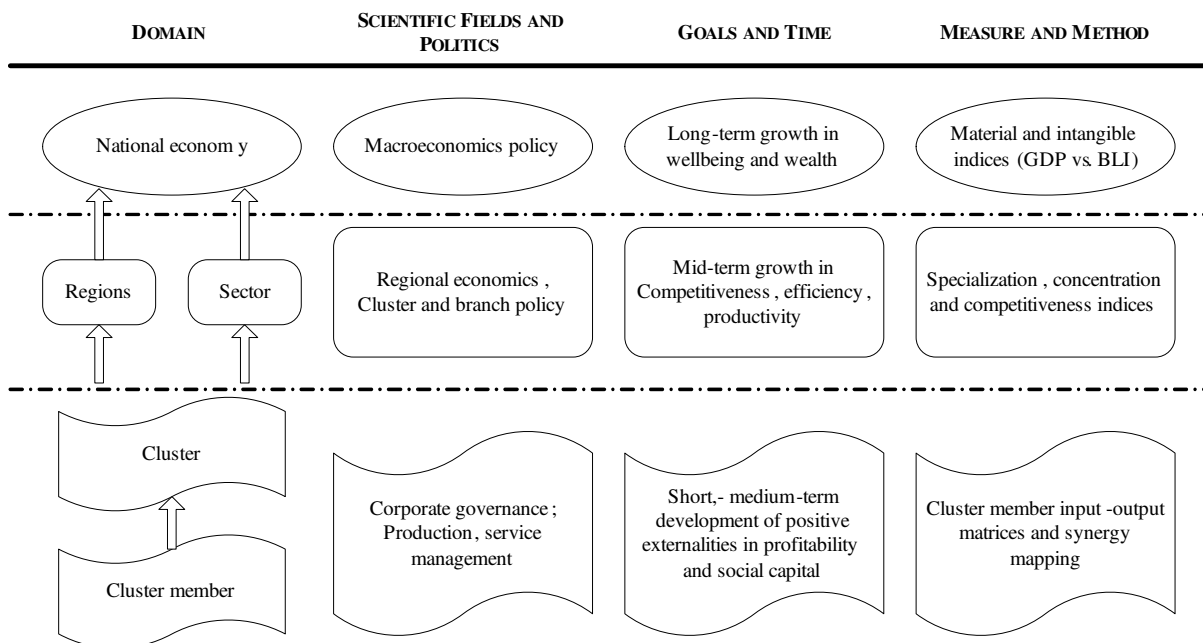 DOMAIN
SCIENTIFIC FIELDS AND
POLITICS
GOALS AND TIME
MEASURE AND METHOD
National econom y
Macroeconomics policy
Long-term growth in
wellbeing and wealth
Material and intangible
indices (GDP vs. BLI)
Regions
Sector
Regional economics ,
Cluster and branch policy
Mid-term growth in
Competitiveness , efficiency ,
productivity
Specialization , concentration
and competitiveness indices
Cluster
Cluster member
Corporate governance ;
Production , service
management
Short,- medium-term
development of positive
externalities in profitability
and social capital
Cluster member input -output
matrices and synergy
mapping